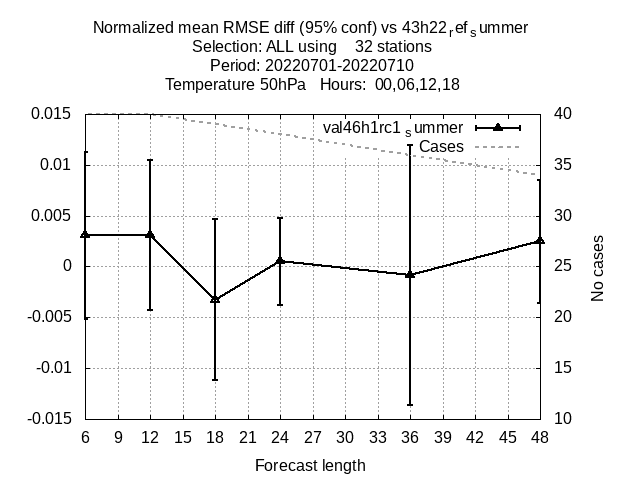 Normalized mean RMSE diff (95% conf) vs 43h22refsummer
Selection: ALL using 32 stations
Period: 20220701-20220710
Temperature 50hPa Hours: 00,06,12,18
0.015
0.01
0.005
0
-0.005
-0.01
-0.015
val46h1rc1 summer
Cases
40
35
30
25
20
15
10
No cases
6 9 12 15 18 21 24 27 30 33 36 39 42 45 48
Forecast length